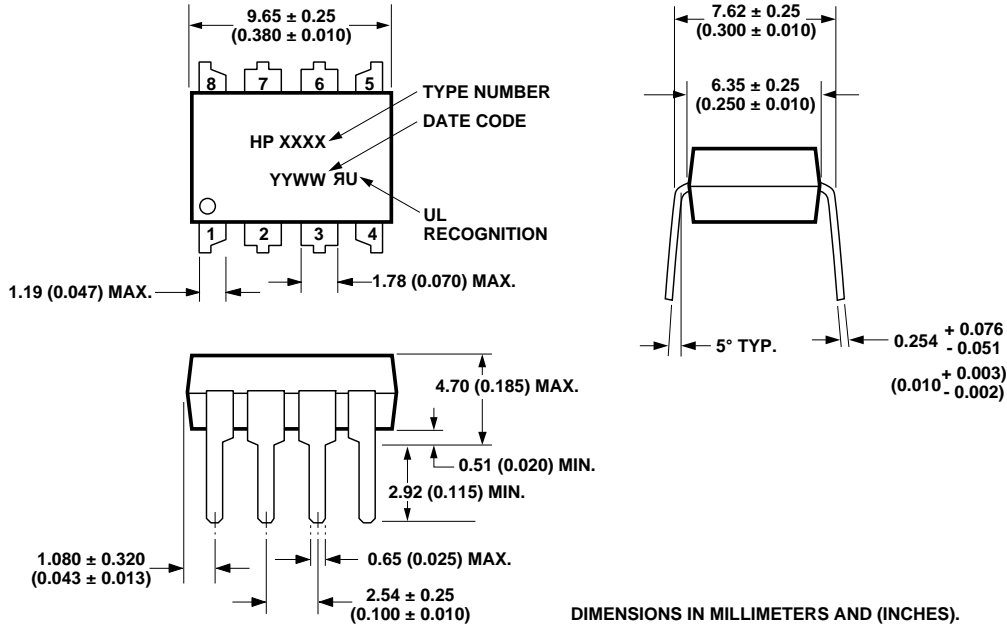 9.65 ± 0.25
(0.380 ± 0.010)
8 7 6 5
TYPE NUMBER
HP XXXX
DATE CODE
YYWW ЯU
UL
RECOGNITION
1 2 3 4
1.19 (0.047) MAX.
1.78 (0.070) MAX.
7.62 ± 0.25
(0.300 ± 0.010)
6.35 ± 0.25
(0.250 ± 0.010)
5° TYP.
0.254 + 0.076
- 0.051
(0.010 + 0.003)
- 0.002)
4.70 (0.185) MAX.
0.51 (0.020) MIN.
2.92 (0.115) MIN.
1.080 ± 0.320
(0.043 ± 0.013)
0.65 (0.025) MAX.
2.54 ± 0.25
(0.100 ± 0.010)
DIMENSIONS IN MILLIMETERS AND (INCHES).